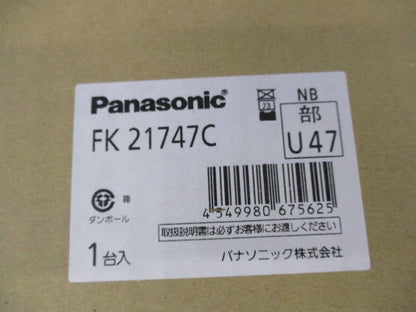 Panasonic®
NB
23
部
FK 21747C
U47
箱
ダンボール
4 549980 675625
取扱説明書は必ずお客様にお渡しください
1台入
パナソニック株式会社